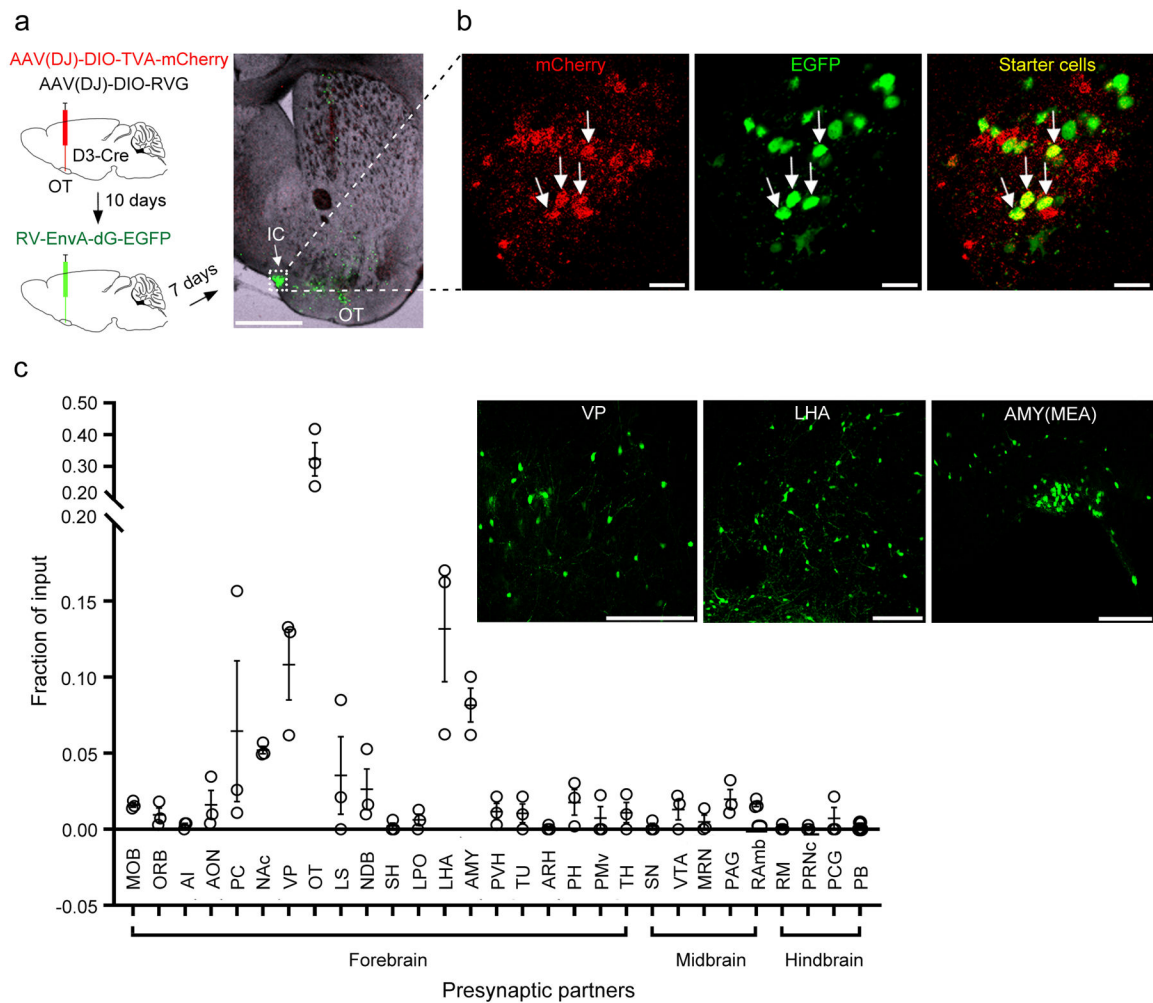 a
AAV(DJ)-DIO-TVA-mCherry
AAV(DJ)-DIO-RVG
D3-Cre
OT
10 days
RV-EnvA-dG-EGFP
7 days
IC
OT
b
mCherry
EGFP
Starter cells
c
Fraction of input
0.50
0.40
0.30
0.20
0.20
0.15
0.10
0.05
0.00
-0.05
VP
LHA
AMY(MEA)
MOB
ORB
AI
AON
PC
NAc
VP
OT
LS
NDB
SH
LPO
LHA
AMY
PVH
TU
ARH
PH
PMv
TH
SN
VTA
MRN
PAG
RAmb
RM
PRNc
PCG
PB
Forebrain
Midbrain
Hindbrain
Presynaptic partners